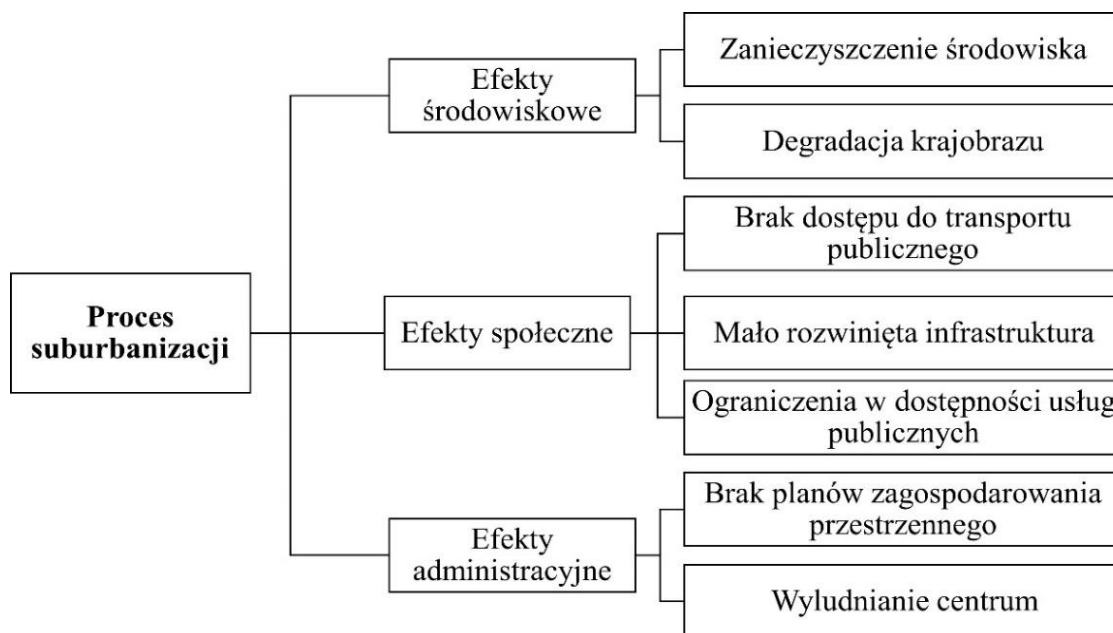 Proces
suburbanizacji
Efekty
środowiskowe
Zanieczyszczenie środowiska
Degradacja krajobrazu
Efekty społeczne
Brak dostępu do transportu
publicznego
Mało rozwinięta infrastruktura
Ograniczenia w dostępności usług
publicznych
Efekty
administracyjne
Brak planów zagospodarowania
przestrzennego
Wyludnianie centrum